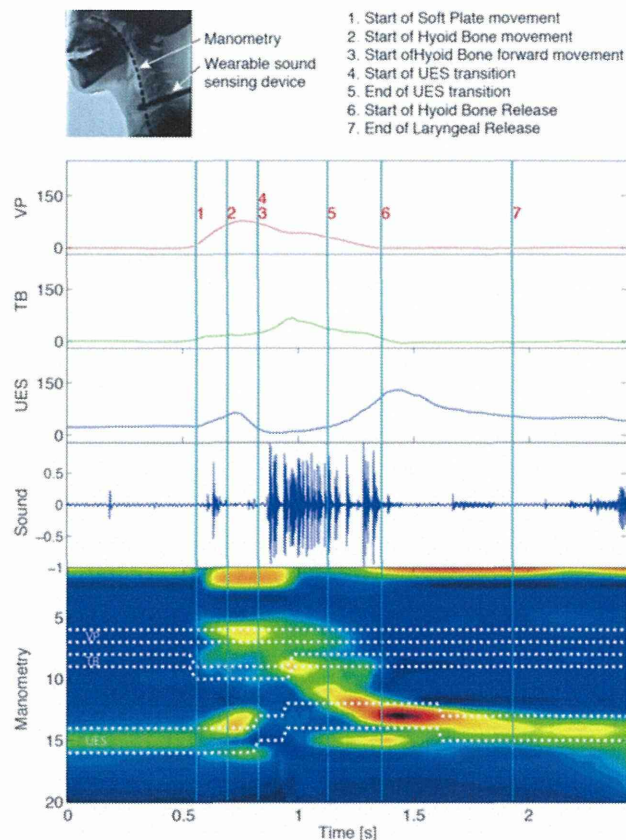 Manometry
Wearable sound
sensing device
1. Start of Soft Plate movement
2 Start of Hyoid Bone movement
3. Start ofHyoid Bone forward movement
4. Start of UES transition
5. End of UES transition
6. Start of Hyoid Bone Release
7. End of Laryngeal Release
VP
150
0
1
2
4
3
5
6
7
TB
150
0
UES
150
0
Sound
0.5
0
-0.5
-1
Manometry
5
10
15
20
VP
TB
UES
0
0.5
1
1.5
2
Time [s]